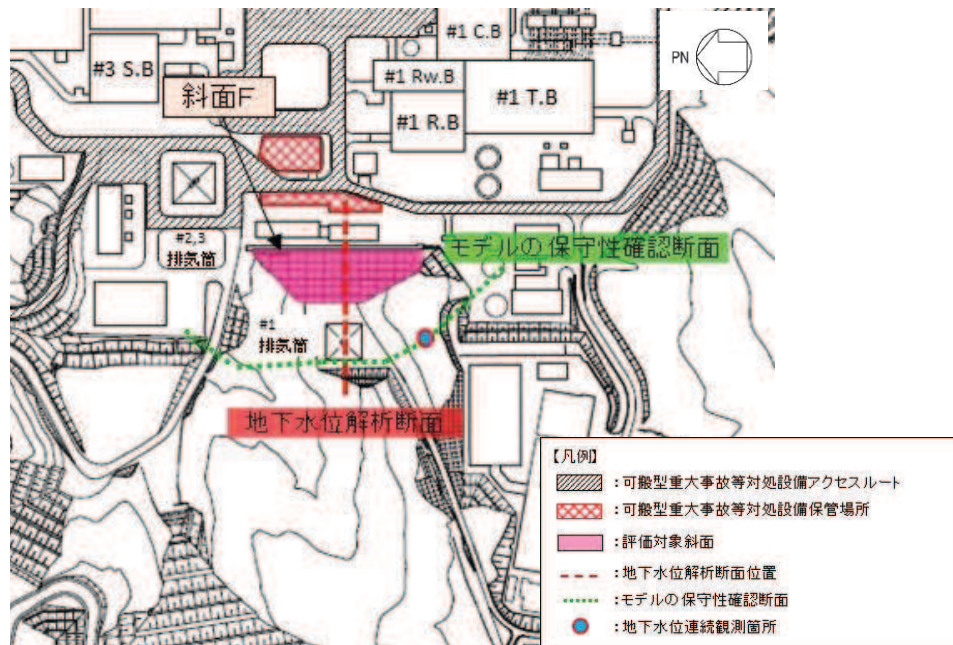 #1 C.B
#3 S.B
#1 Rw.B
PN
#1 T.B
斜面F
#1 R.B
#2,3
排気筒
モデルの保守性確認断面
#1
排気筒
地下水位解析断面
【凡例】
：可搬型重大事故等対処設備アクセスルート
：可搬型重大事故等対処設備保管場所
：評価対象斜面
：地下水位解析断面位置
：モデルの保守性確認断面
：地下水位連続観測箇所